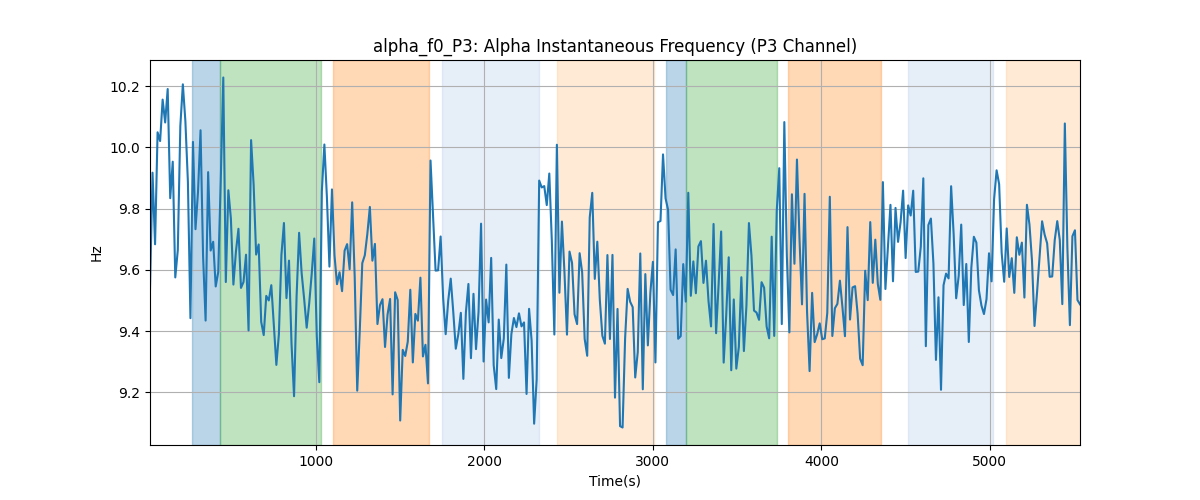 alpha_f0_P3: Alpha Instantaneous Frequency (P3 Channel)
10.2
10.0
9.8
9.6
9.4
9.2
Hz
1000 2000 3000 4000 5000
Time(s)